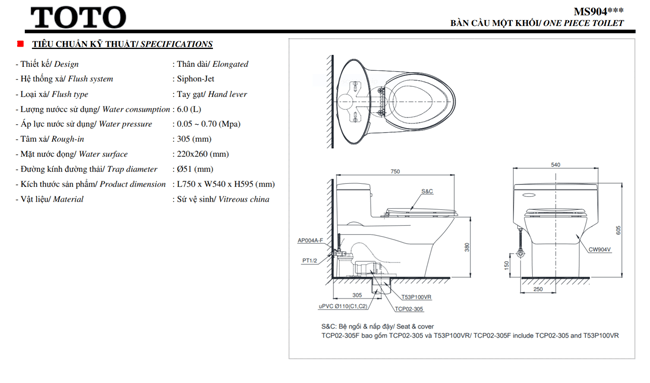 TOTO
MS904***
BÀN CẦU MỘT KHỐI/ ONE PIECE TOILET
TIÊU CHUẨN KỸ THUẬT/ SPECIFICATIONS
- Thiết kế/ Design : Thân dài/ Elongated
- Hệ thống xả/ Flush system : Siphon-Jet
- Loại xả/ Flush type : Tay gạt/ Hand lever
- Lượng nướcc sử dụng/ Water consumption : 6.0 (L)
- Áp lực nước sử dụng/ Water pressure : 0.05 ~ 0.70 (Mpa)
- Tâm xả/ Rough-in : 305 (mm)
- Mặt nước đọng/ Water surface : 220x260 (mm)
- Đường kính đường thải/ Trap diameter : Ø51 (mm)
- Kích thước sản phẩm/ Product dimension : L750 x W540 x H595 (mm)
- Vật liệu/ Material : Sứ vệ sinh/ Vitreous china
750
540
S&C
AP004A-F
PT1/2
380
605
CW904V
150
305
250
T53P100VR
uPVC Ø110(C1,C2)
TCP02-305
S&C: Bệ ngồi & nắp đậy/ Seat & cover
TCP02-305F bao gồm TCP02-305 và T53P100VR/ TCP02-305F include TCP02-305 and T53P100VR